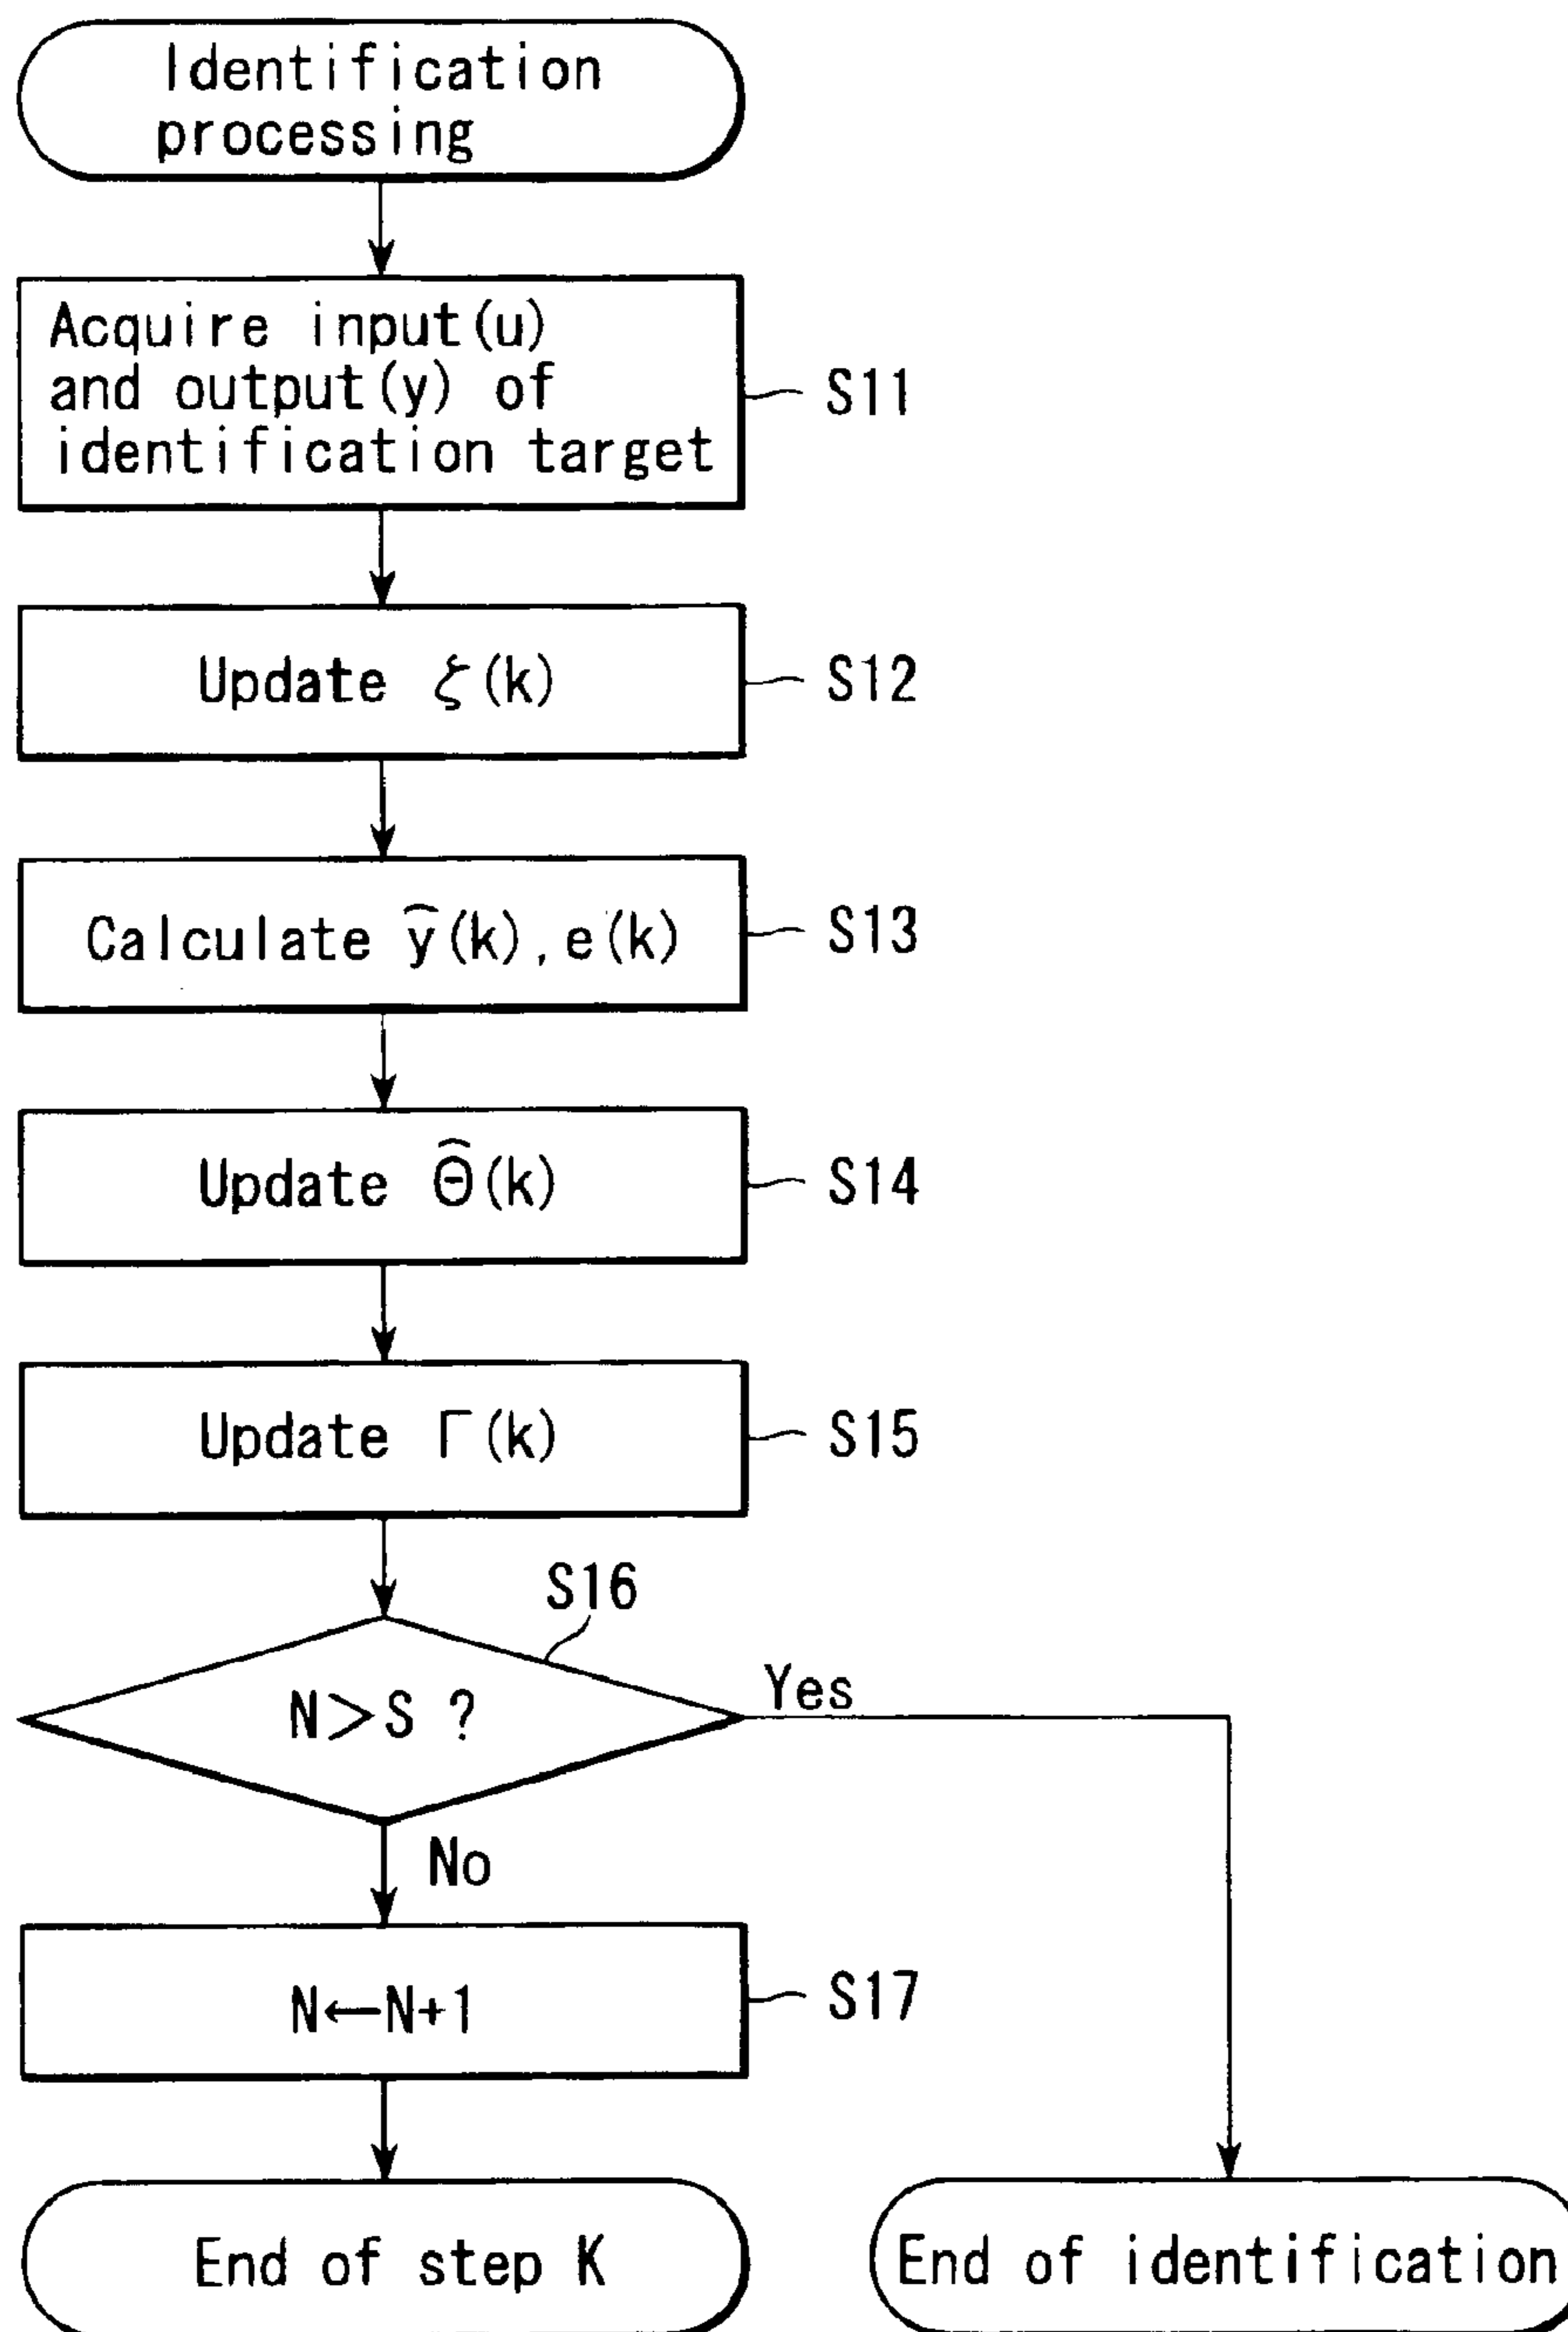 Identification
processing
Acquire input(u)
and output(y) of
identification target
S11
Update ζ(k)
S12
Calculate ŷ(k), e(k)
S13
Update Θ̂(k)
S14
Update Γ(k)
S15
S16
N>S ?
Yes
No
N←N+1
S17
End of step K
End of identification